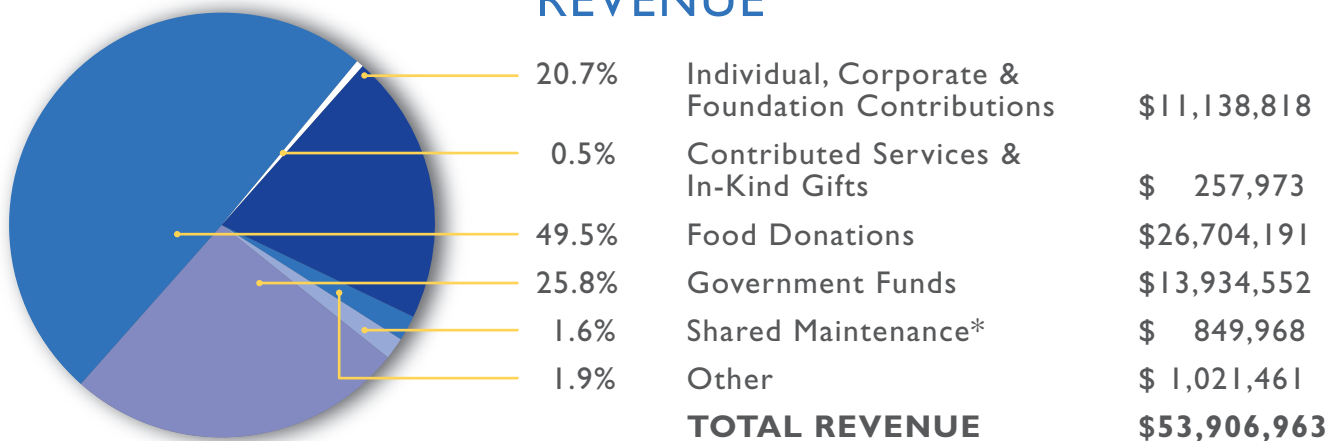 REVENUE
20.7% Individual, Corporate &
Foundation Contributions $11,138,818
0.5% Contributed Services &
In-Kind Gifts $ 257,973
49.5% Food Donations $26,704,191
25.8% Government Funds $13,934,552
1.6% Shared Maintenance* $ 849,968
1.9% Other $ 1,021,461
TOTAL REVENUE $53,906,963